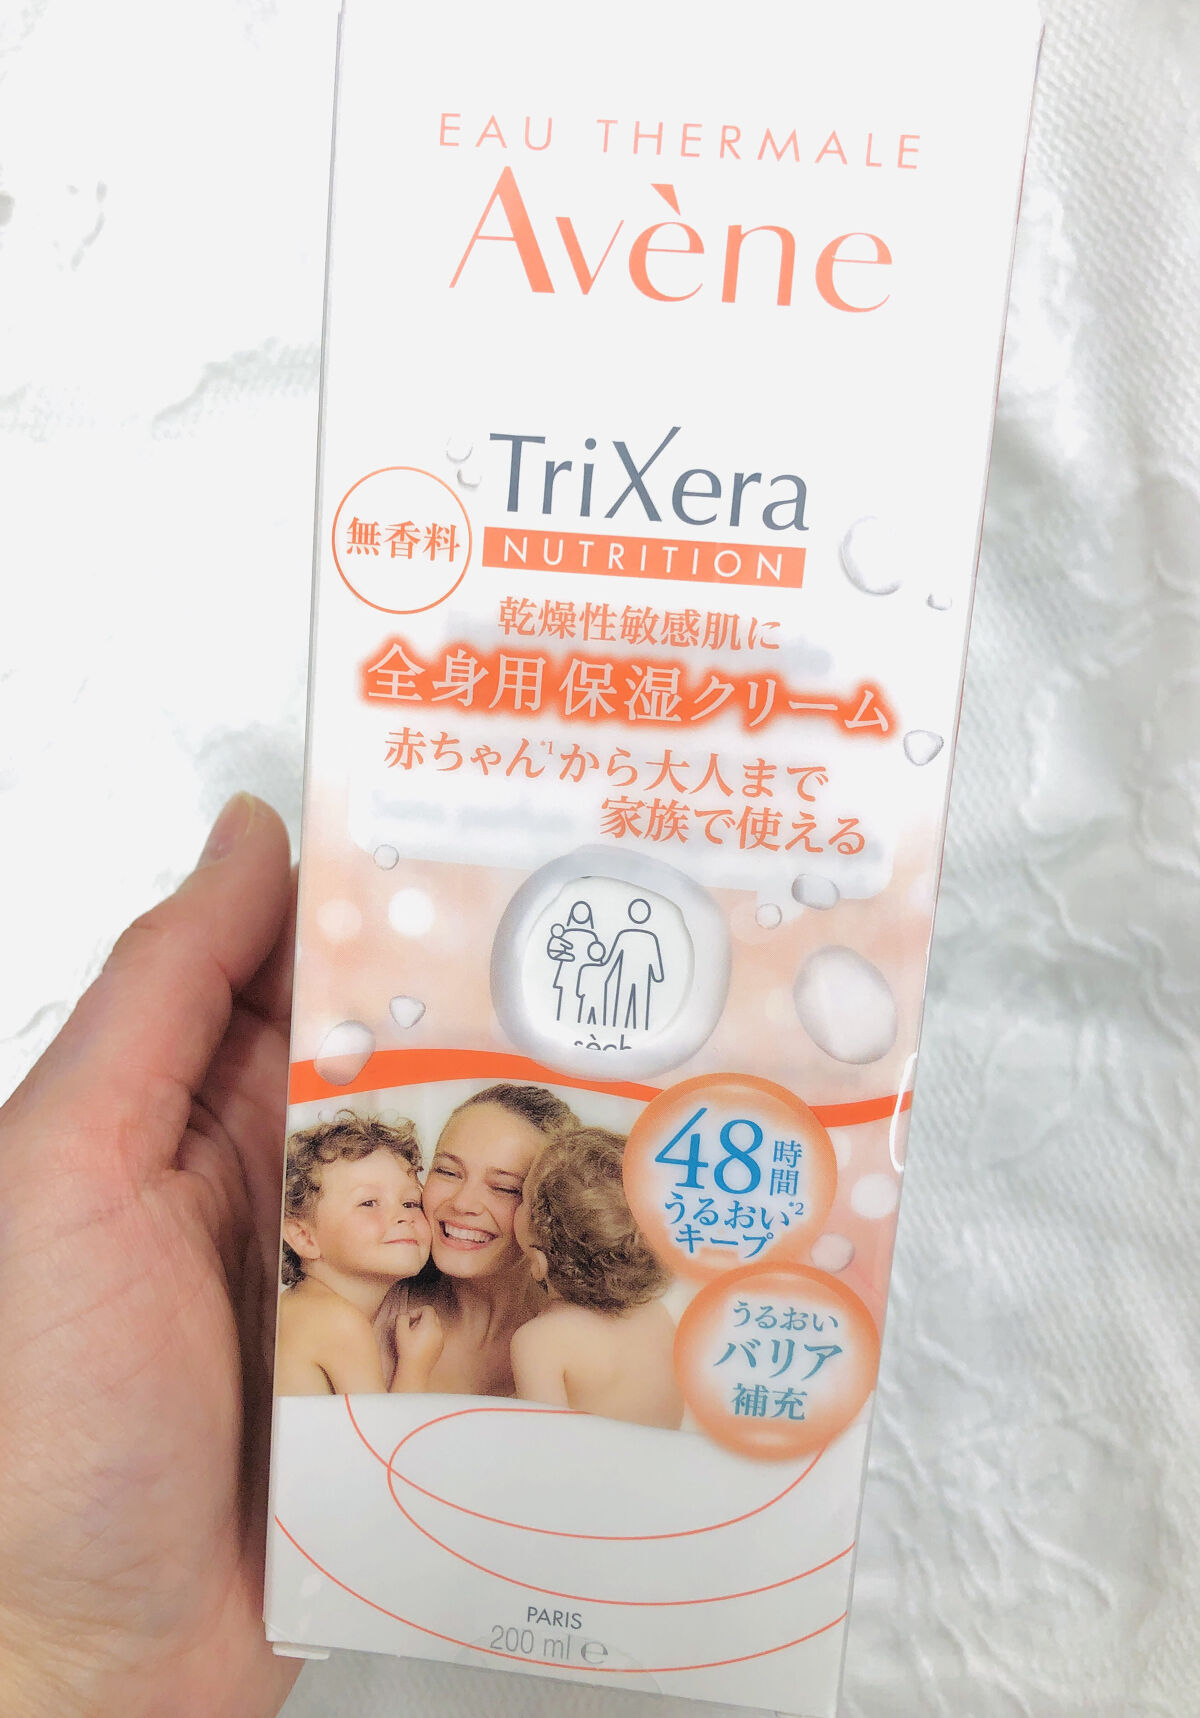 EAU THERMALE
Avène
TriXera
NUTRITION
無香料
乾燥性敏感肌に
全身用保湿クリーム
赤ちゃん*1から大人まで
家族で使える
48時間
うるおい*2
キープ
うるおい
バリア
補充
PARIS
200 ml ℮